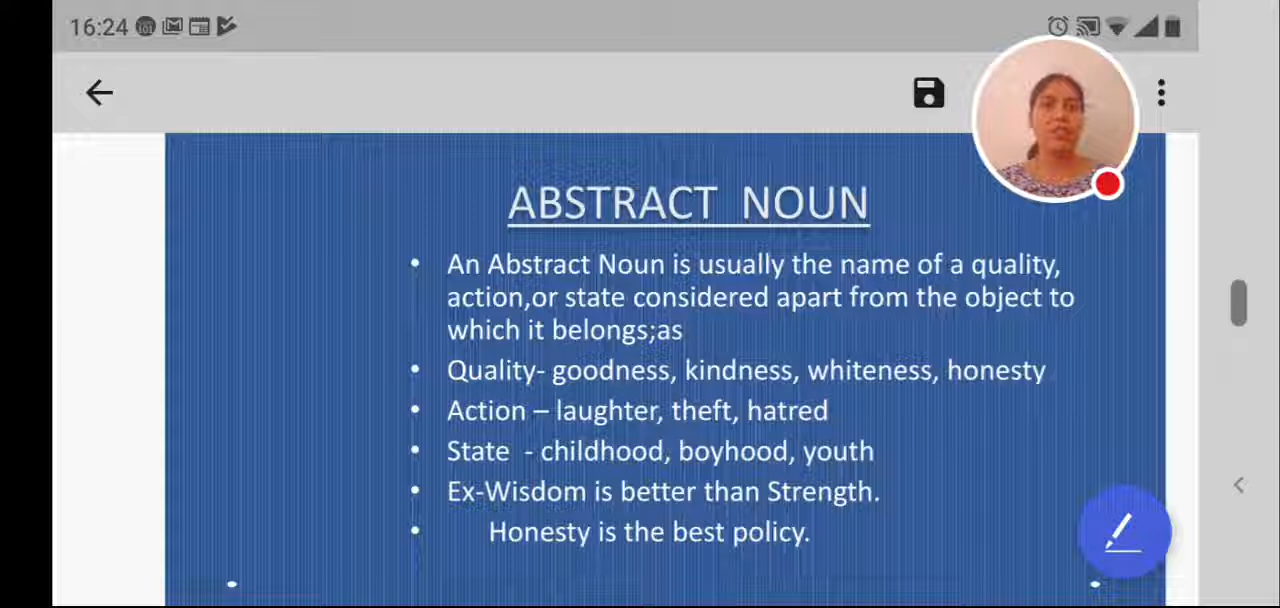 16:24
ABSTRACT NOUN
• An Abstract Noun is usually the name of a quality,
action,or state considered apart from the object to
which it belongs;as
• Quality- goodness, kindness, whiteness, honesty
• Action – laughter, theft, hatred
• State - childhood, boyhood, youth
• Ex-Wisdom is better than Strength.
• Honesty is the best policy.